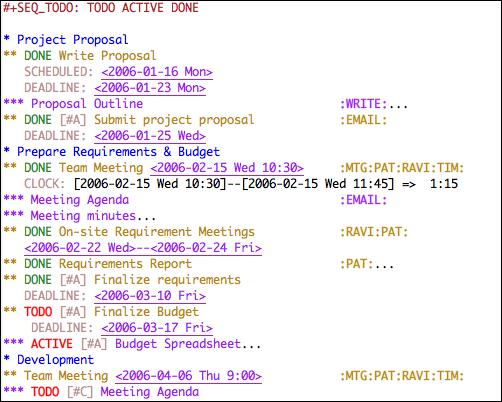 #+SEQ_TODO: TODO ACTIVE DONE
* Project Proposal
** DONE Write Proposal
SCHEDULED: <2006-01-16 Mon>
DEADLINE: <2006-01-23 Mon>
*** Proposal Outline :WRITE:...
** DONE [#A] Submit project proposal :EMAIL:
DEADLINE: <2006-01-25 Wed>
* Prepare Requirements & Budget
** DONE Team Meeting <2006-02-15 Wed 10:30> :MTG:PAT:RAVI:TIM:
CLOCK: [2006-02-15 Wed 10:30]--[2006-02-15 Wed 11:45] => 1:15
*** Meeting Agenda :EMAIL:
*** Meeting minutes...
** DONE On-site Requirement Meetings :RAVI:PAT:
<2006-02-22 Wed>--<2006-02-24 Fri>
** DONE Requirements Report :PAT:...
** DONE [#A] Finalize requirements
DEADLINE: <2006-03-10 Fri>
** TODO [#A] Finalize Budget
DEADLINE: <2006-03-17 Fri>
*** ACTIVE [#A] Budget Spreadsheet...
* Development
** Team Meeting <2006-04-06 Thu 9:00> :MTG:PAT:RAVI:TIM:
*** TODO [#C] Meeting Agenda